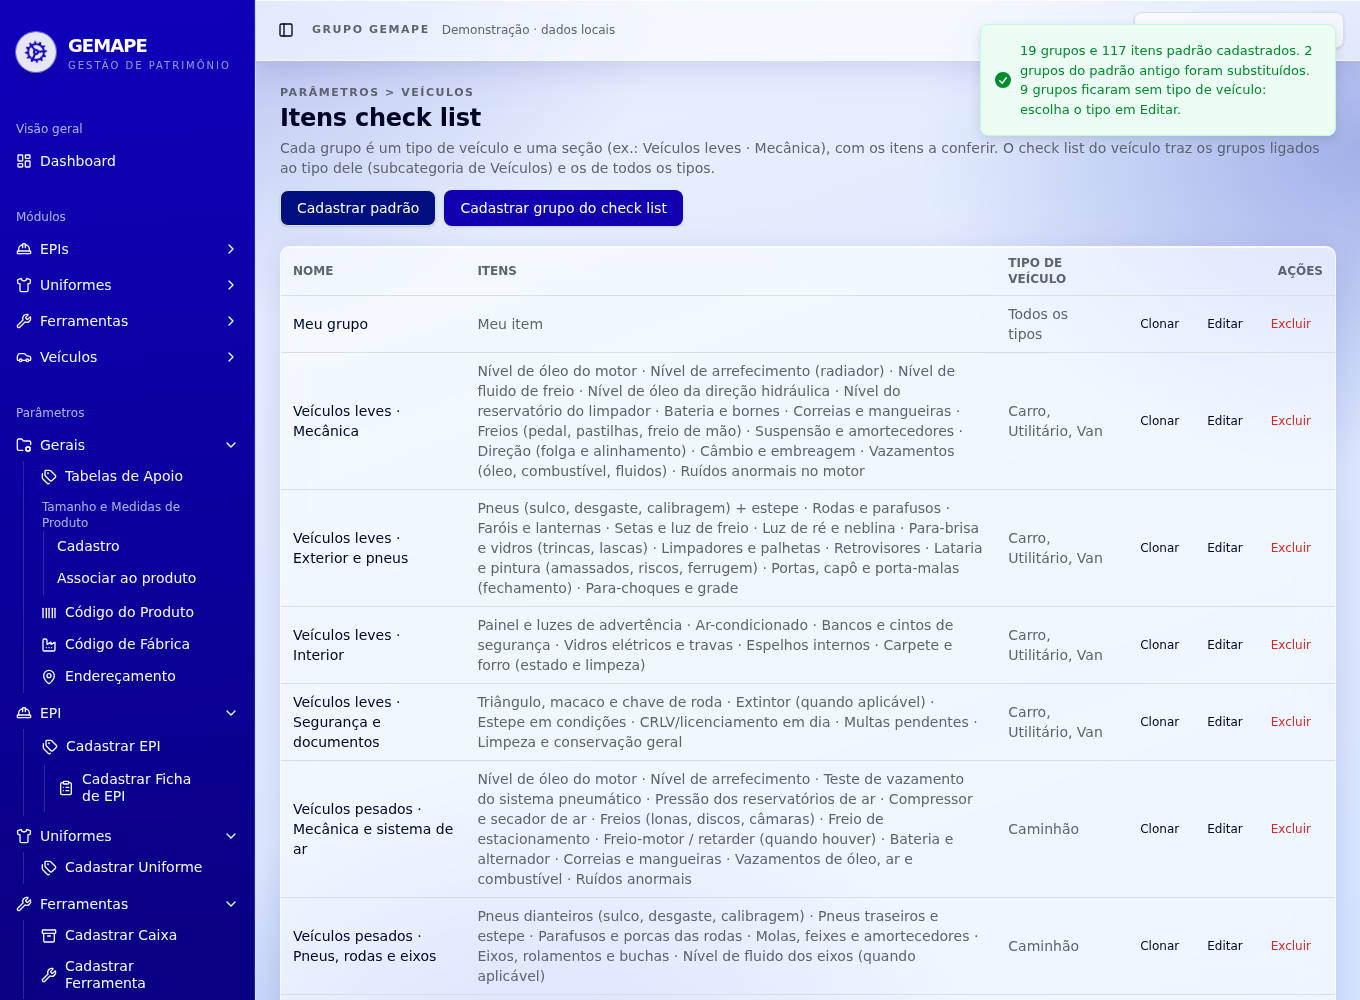 GEMAPE
GESTÃO DE PATRIMÔNIO
Visão geral
Dashboard
Módulos
EPIs
Uniformes
Ferramentas
Veículos
Parâmetros
Gerais
Tabelas de Apoio
Tamanho e Medidas de
Produto
Cadastro
Associar ao produto
Código do Produto
Código de Fábrica
Endereçamento
EPI
Cadastrar EPI
Cadastrar Ficha
de EPI
Uniformes
Cadastrar Uniforme
Ferramentas
Cadastrar Caixa
Cadastrar
Ferramenta
GRUPO GEMAPE Demonstração · dados locais
19 grupos e 117 itens padrão cadastrados. 2
grupos do padrão antigo foram substituídos.
9 grupos ficaram sem tipo de veículo:
escolha o tipo em Editar.
PARÂMETROS > VEÍCULOS
Itens check list
Cada grupo é um tipo de veículo e uma seção (ex.: Veículos leves · Mecânica), com os itens a conferir. O check list do veículo traz os grupos ligados
ao tipo dele (subcategoria de Veículos) e os de todos os tipos.
Cadastrar padrão
Cadastrar grupo do check list
NOME
ITENS
TIPO DE
VEÍCULO
AÇÕES
Meu grupo
Meu item
Todos os
tipos
Clonar Editar Excluir
Veículos leves ·
Mecânica
Nível de óleo do motor · Nível de arrefecimento (radiador) · Nível de
fluido de freio · Nível de óleo da direção hidráulica · Nível do
reservatório do limpador · Bateria e bornes · Correias e mangueiras ·
Freios (pedal, pastilhas, freio de mão) · Suspensão e amortecedores ·
Direção (folga e alinhamento) · Câmbio e embreagem · Vazamentos
(óleo, combustível, fluidos) · Ruídos anormais no motor
Carro,
Utilitário, Van
Clonar Editar Excluir
Veículos leves ·
Exterior e pneus
Pneus (sulco, desgaste, calibragem) + estepe · Rodas e parafusos ·
Faróis e lanternas · Setas e luz de freio · Luz de ré e neblina · Para-brisa
e vidros (trincas, lascas) · Limpadores e palhetas · Retrovisores · Lataria
e pintura (amassados, riscos, ferrugem) · Portas, capô e porta-malas
(fechamento) · Para-choques e grade
Carro,
Utilitário, Van
Clonar Editar Excluir
Veículos leves ·
Interior
Painel e luzes de advertência · Ar-condicionado · Bancos e cintos de
segurança · Vidros elétricos e travas · Espelhos internos · Carpete e
forro (estado e limpeza)
Carro,
Utilitário, Van
Clonar Editar Excluir
Veículos leves ·
Segurança e
documentos
Triângulo, macaco e chave de roda · Extintor (quando aplicável) ·
Estepe em condições · CRLV/licenciamento em dia · Multas pendentes ·
Limpeza e conservação geral
Carro,
Utilitário, Van
Clonar Editar Excluir
Veículos pesados ·
Mecânica e sistema de
ar
Nível de óleo do motor · Nível de arrefecimento · Teste de vazamento
do sistema pneumático · Pressão dos reservatórios de ar · Compressor
e secador de ar · Freios (lonas, discos, câmaras) · Freio de
estacionamento · Freio-motor / retarder (quando houver) · Bateria e
alternador · Correias e mangueiras · Vazamentos de óleo, ar e
combustível · Ruídos anormais
Caminhão
Clonar Editar Excluir
Veículos pesados ·
Pneus, rodas e eixos
Pneus dianteiros (sulco, desgaste, calibragem) · Pneus traseiros e
estepe · Parafusos e porcas das rodas · Molas, feixes e amortecedores ·
Eixos, rolamentos e buchas · Nível de fluido dos eixos (quando
aplicável)
Caminhão
Clonar Editar Excluir